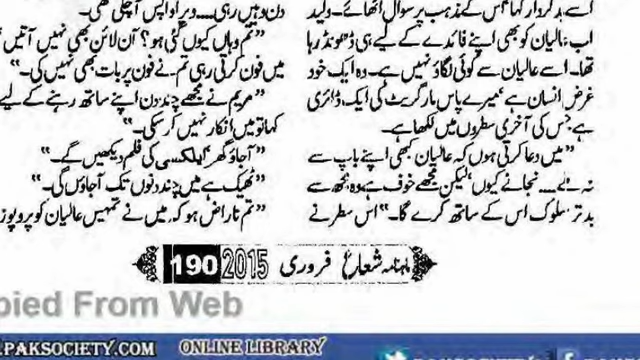 اسے بد کردار کہا، اس کے مذہب پر سوال اٹھائے۔ ولید
اب عالیان کو بھی اپنے فائدے کے لیے ہی ڈھونڈ رہا
تھا۔ اسے عالیان سے کوئی لگاؤ نہیں ہے۔ وہ ایک خود
غرض انسان ہے، میرے پاس مارگریٹ کی ایک ڈائری
ہے جس کی آخری سطروں میں لکھا ہے۔
”میں دعا کرتی ہوں کہ عالیان کبھی اپنے باپ سے
نہ ملے.... نجانے کیوں، لیکن مجھے خوف ہے وہ مجھ سے
بدتر سلوک اس کے ساتھ کرے گا۔“ اس سطر نے
دن وہیں رہی.... ویرا واپس آچکی تھی۔
”تم وہاں کیوں گئی ہو؟ آن لائن بھی نہیں آتیں
میں فون کرتی رہی تم نے فون پر بات بھی نہیں کی۔“
”مریم نے مجھے چند دن اپنے ساتھ رہنے کے لیے
کہا تو میں انکار نہیں کر سکی۔“
”آجاؤ گھر، کی فلم دیکھیں گے۔“
”ٹھیک ہے میں چند دنوں تک آجاؤں گی۔“
”تم ناراض ہو کہ میں نے تمہیں عالیان کو پروپوز
ماہنامہ شعاع فروری 2015 190
pied From Web
.PAKSOCIETY.COM ONLINE LIBRARY